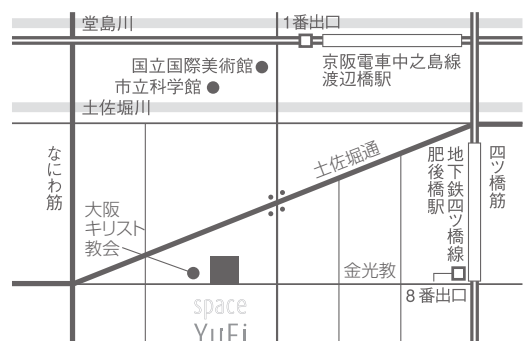 堂島川
1番出口
国立国際美術館
市立科学館
京阪電車中之島線
渡辺橋駅
土佐堀川
なにわ筋
土佐堀通
地下鉄四ツ橋線
肥後橋駅
四ツ橋筋
大阪
キリスト
教会
金光教
8番出口
space
YuFi